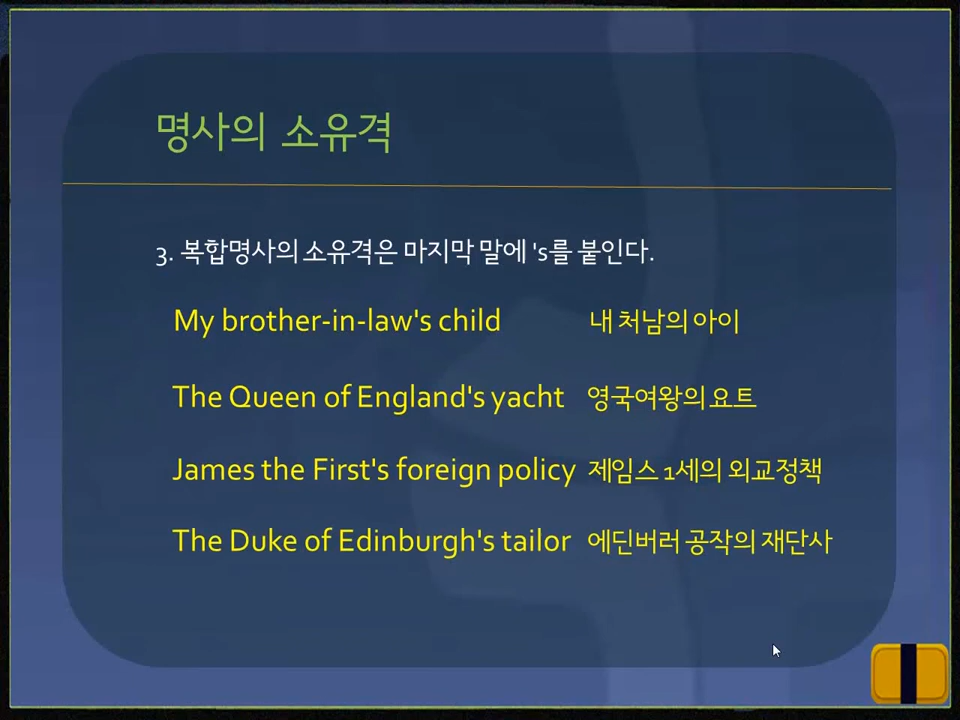 명사의 소유격
3. 복합명사의 소유격은 마지막 말에 's를 붙인다.
My brother-in-law's child 내 처남의 아이
The Queen of England's yacht 영국여왕의 요트
James the First's foreign policy 제임스 1세의 외교정책
The Duke of Edinburgh's tailor 에딘버러 공작의 재단사